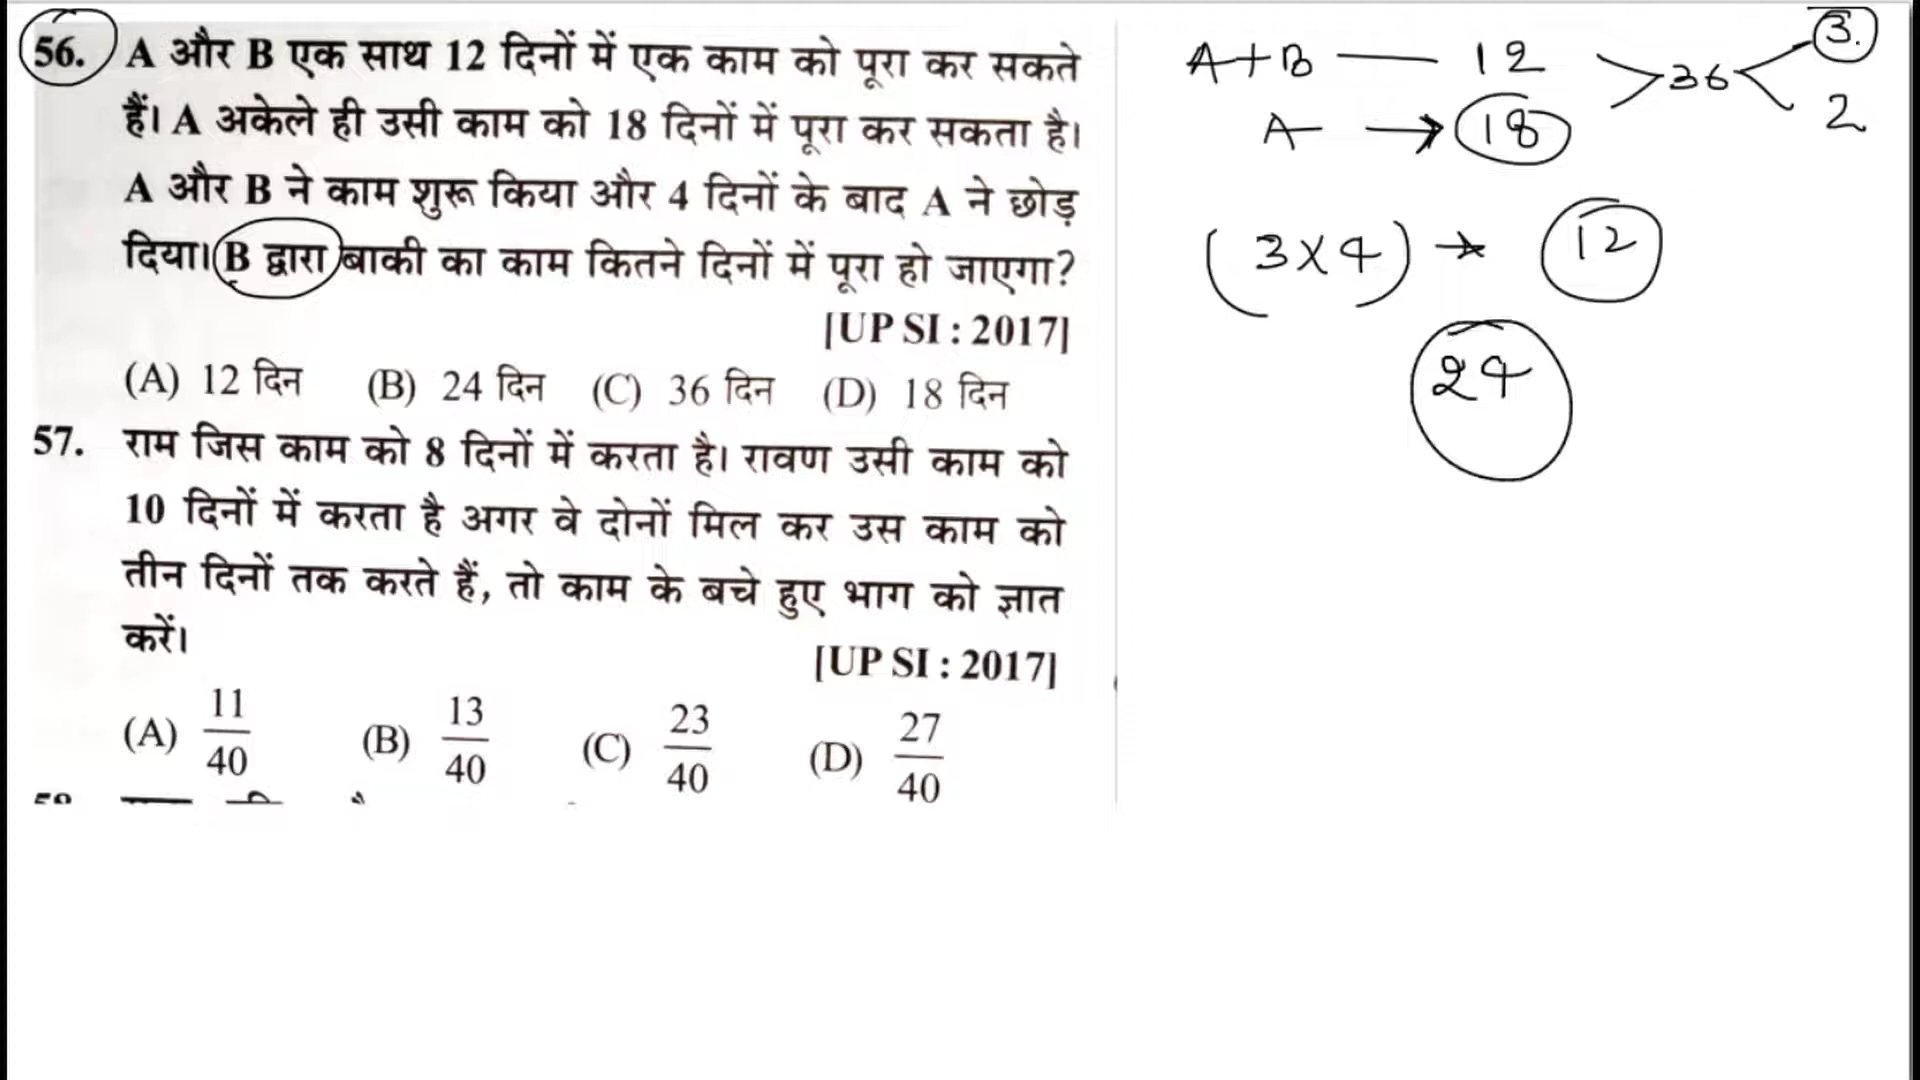 56. A और B एक साथ 12 दिनों में एक काम को पूरा कर सकते
हैं। A अकेले ही उसी काम को 18 दिनों में पूरा कर सकता है।
A और B ने काम शुरू किया और 4 दिनों के बाद A ने छोड़
दिया। B द्वारा बाकी का काम कितने दिनों में पूरा हो जाएगा?
[UP SI : 2017]
(A) 12 दिन (B) 24 दिन (C) 36 दिन (D) 18 दिन
57. राम जिस काम को 8 दिनों में करता है। रावण उसी काम को
10 दिनों में करता है अगर वे दोनों मिल कर उस काम को
तीन दिनों तक करते हैं, तो काम के बचे हुए भाग को ज्ञात
करें।
[UP SI : 2017]
(A) 11/40 (B) 13/40 (C) 23/40 (D) 27/40
A+B — 12 > 36 < 3.
A → 18 2
(3×4) → 12
24